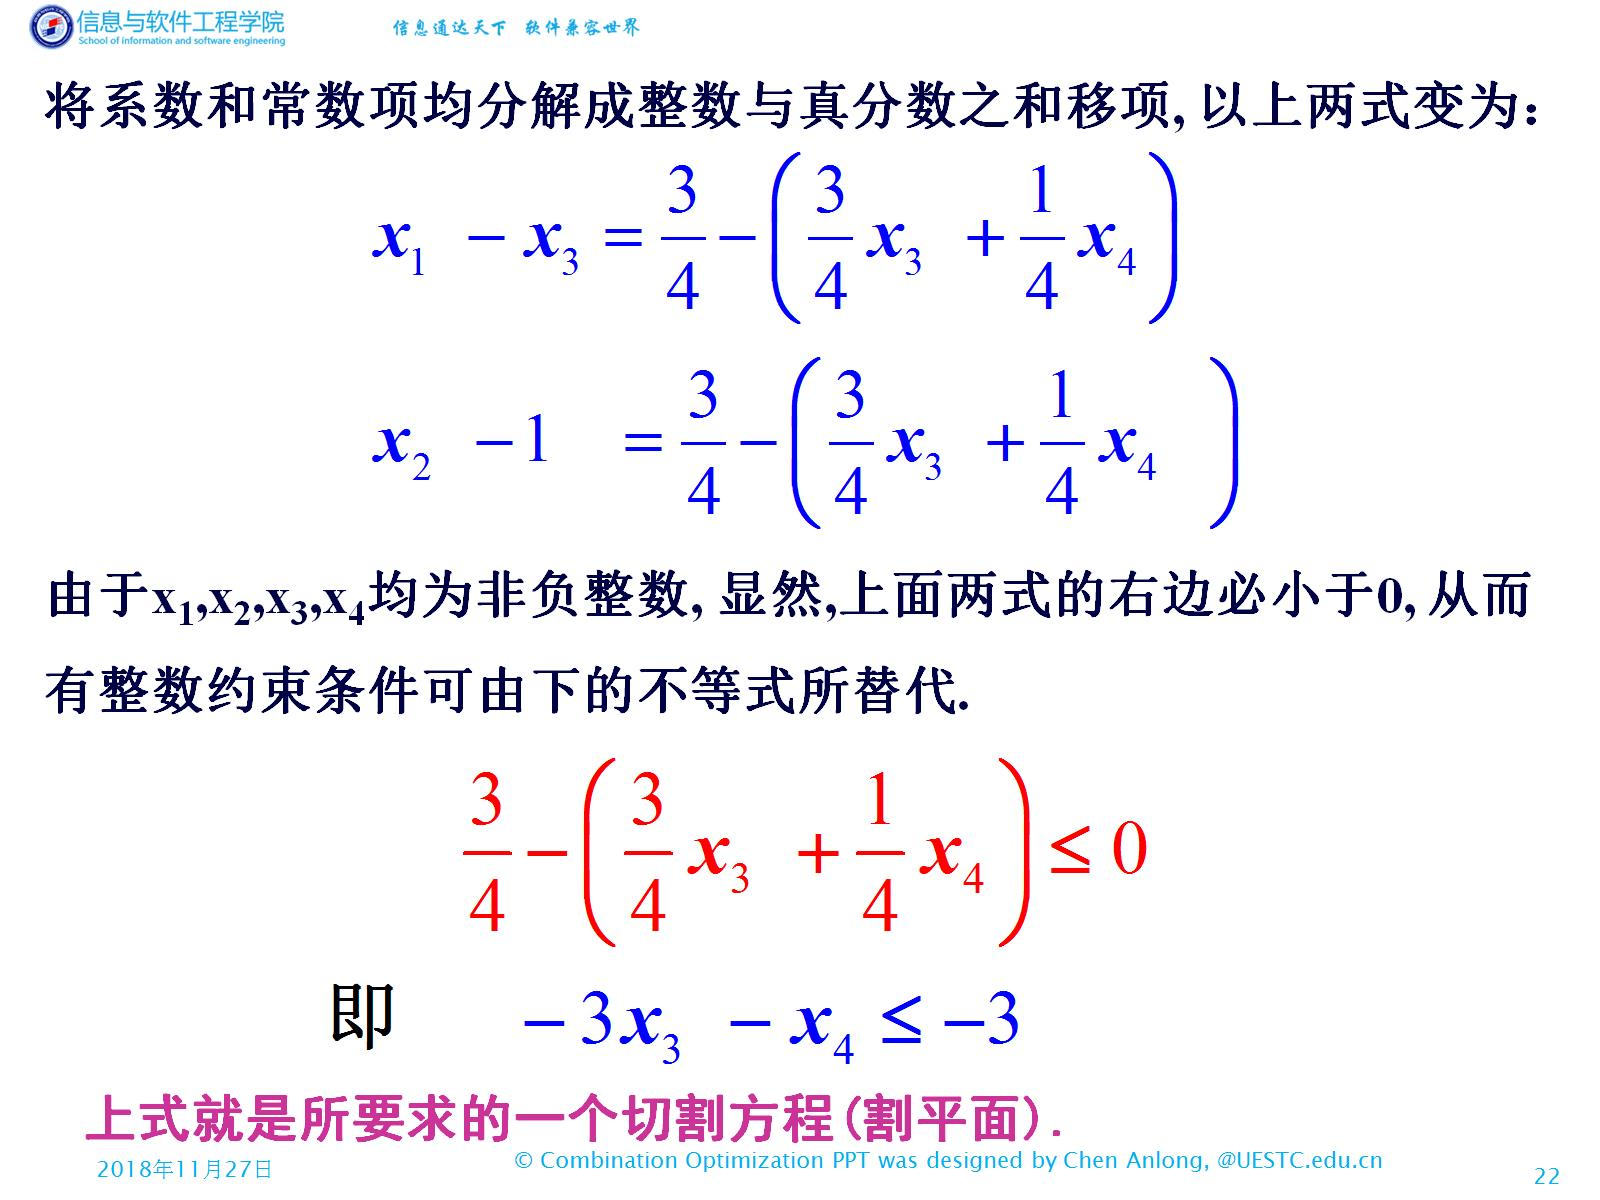 信息与软件工程学院
School of information and software engineering
信息通达天下 软件兼容世界
将系数和常数项均分解成整数与真分数之和移项, 以上两式变为：
x₁ − x₃ = 3/4 − (3/4 x₃ + 1/4 x₄)
x₂ − 1 = 3/4 − (3/4 x₃ + 1/4 x₄)
由于x₁,x₂,x₃,x₄均为非负整数, 显然,上面两式的右边必小于0, 从而
有整数约束条件可由下的不等式所替代.
3/4 − (3/4 x₃ + 1/4 x₄) ≤ 0
即 − 3x₃ − x₄ ≤ −3
上式就是所要求的一个切割方程(割平面).
2018年11月27日
© Combination Optimization PPT was designed by Chen Anlong, @UESTC.edu.cn
22